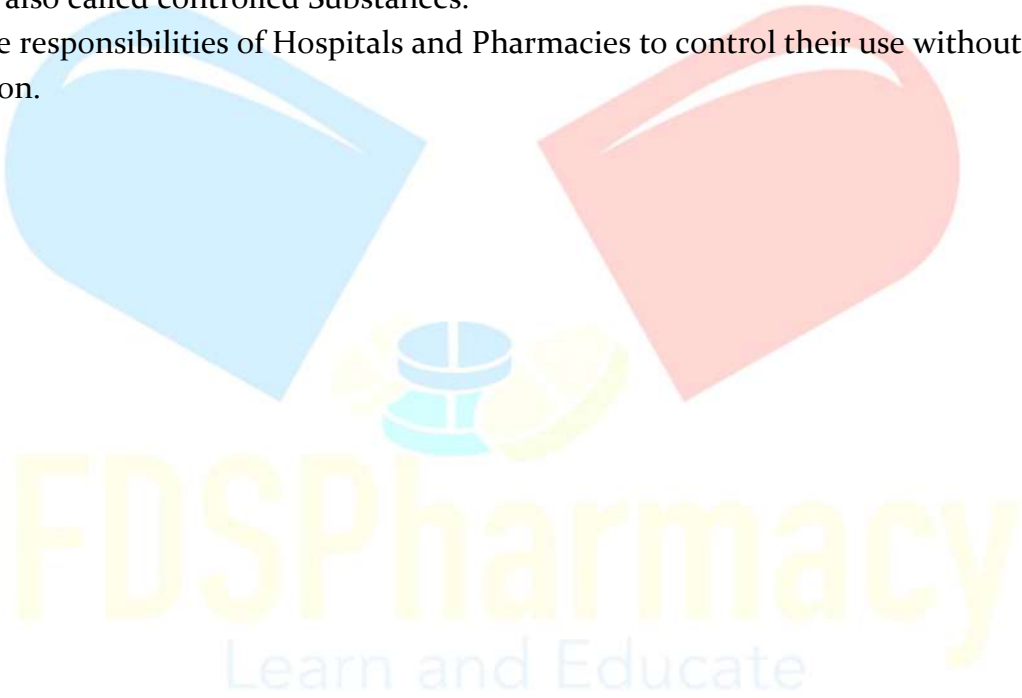 also called controlled Substances.
e responsibilities of Hospitals and Pharmacies to control their use without
on.
FDSPharmacy
Learn and Educate